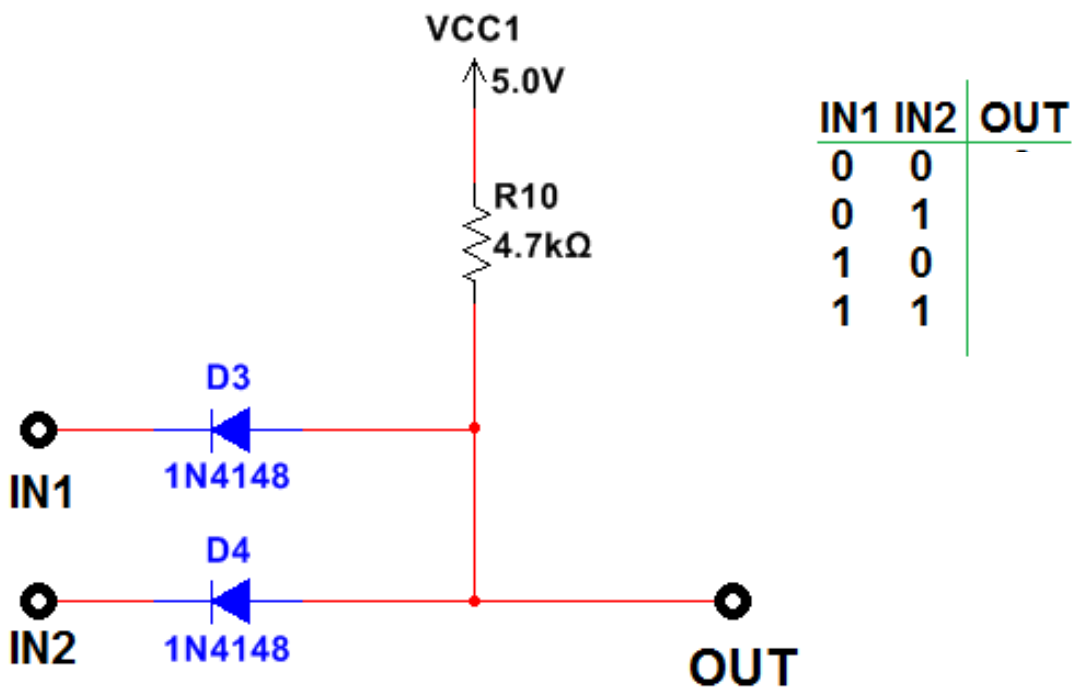 VCC1
5.0V
R10
4.7kΩ
D3
1N4148
IN1
D4
1N4148
IN2
OUT
IN1 IN2 OUT
0 0
0 1
1 0
1 1